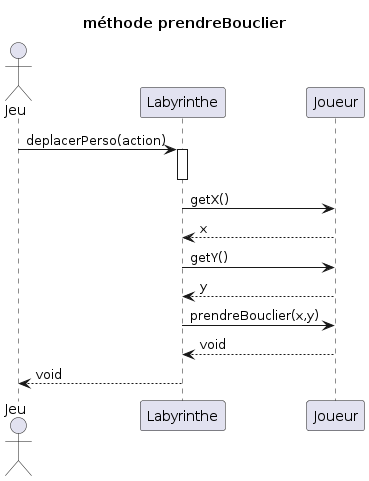 méthode prendreBouclier
Jeu
Labyrinthe
Joueur
deplacerPerso(action)
getX()
x
getY()
y
prendreBouclier(x,y)
void
void
Jeu
Labyrinthe
Joueur